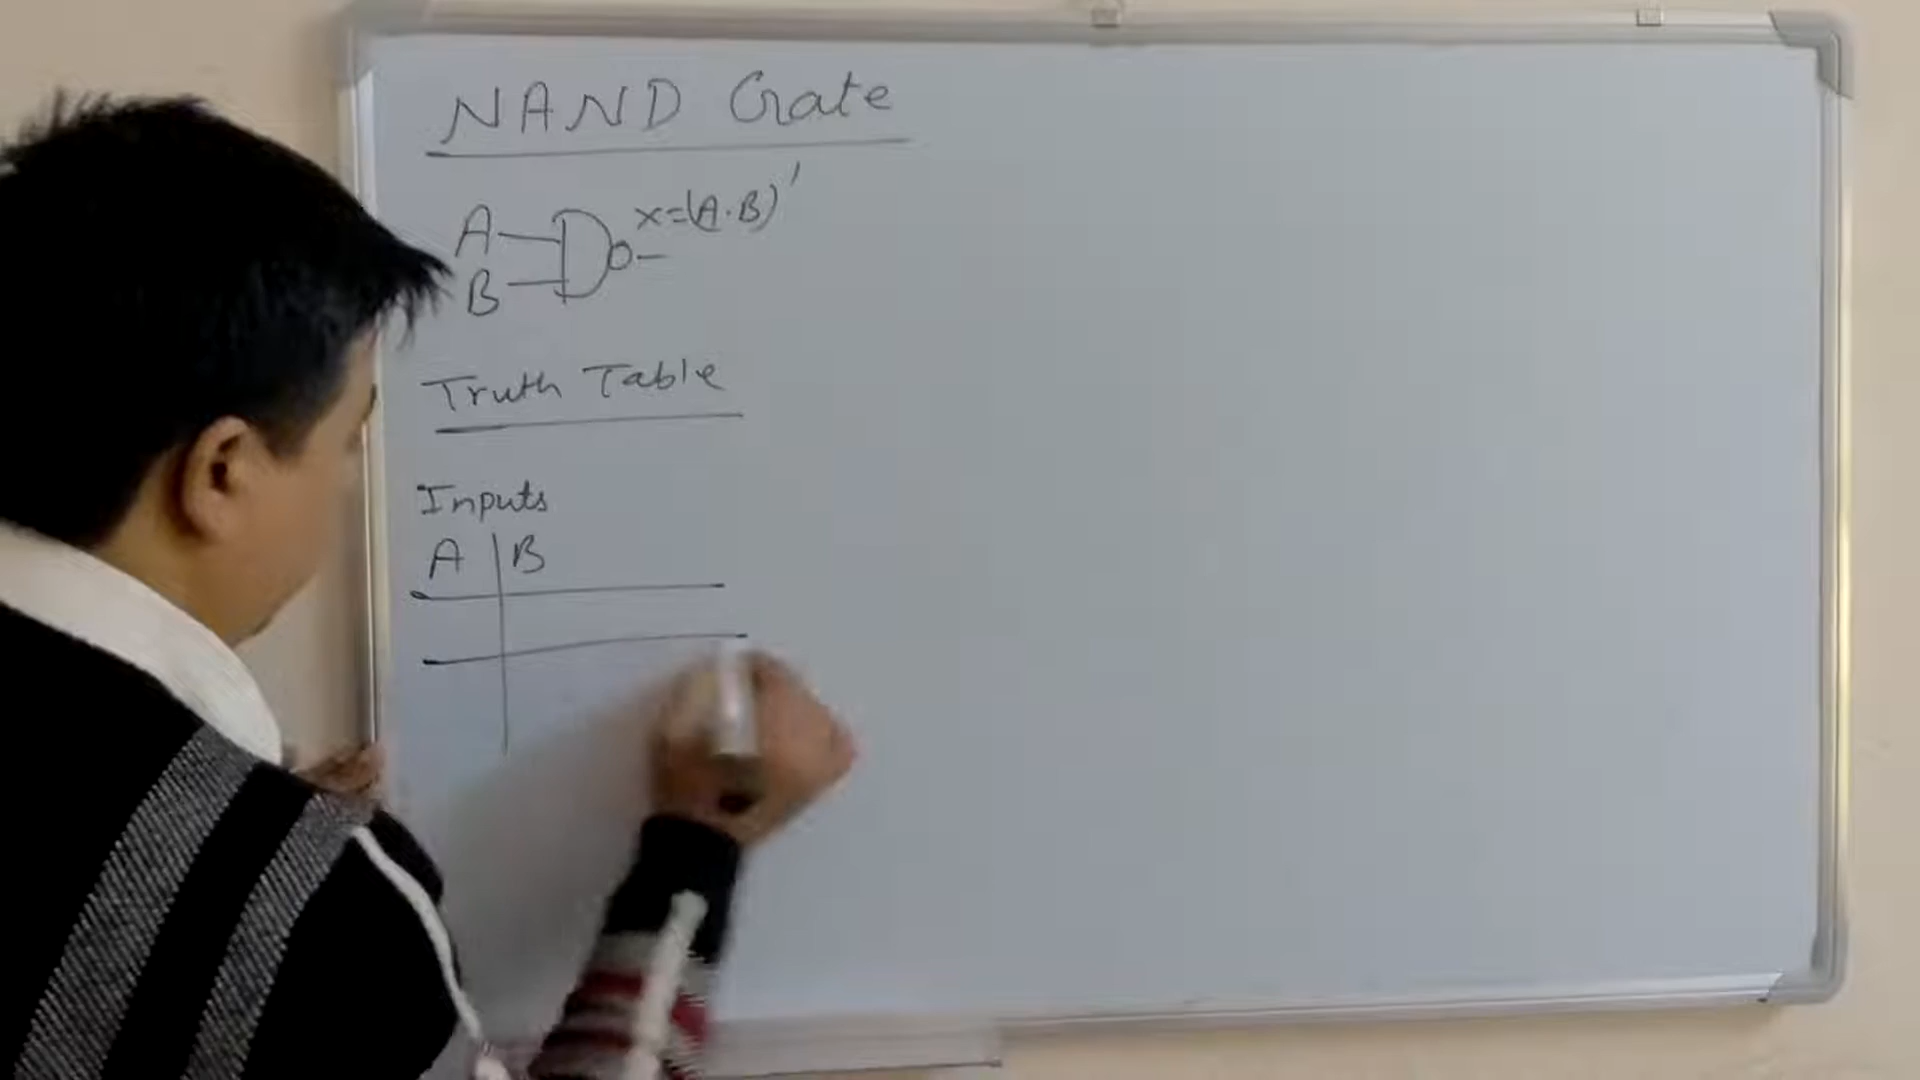 NAND Gate
A
x=(A.B)'
B
Truth Table
Inputs
A B